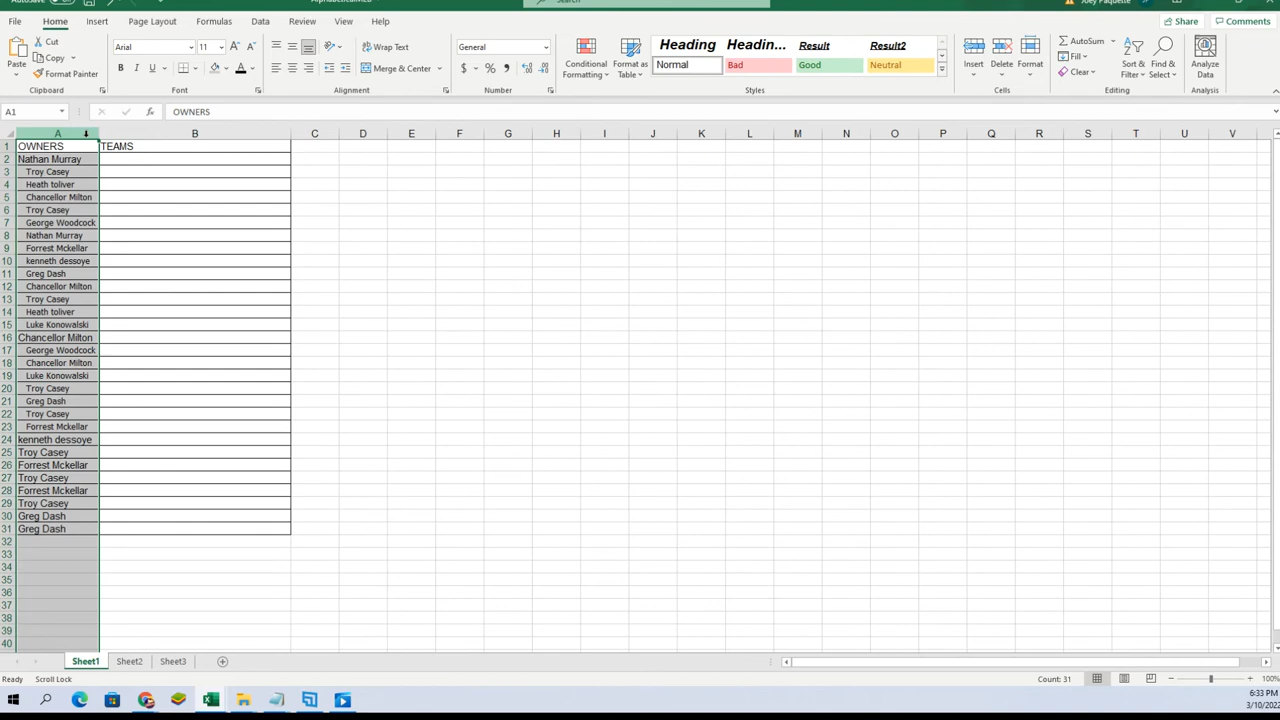 File Home Insert Page Layout Formulas Data Review View Help Share Comments
Cut
Copy
Format Painter
Paste
Clipboard
Arial 11
Font
Wrap Text
Merge & Center
Alignment
General
Number
Conditional Formatting
Format as Table
Heading Headin... Result Result2
Normal Bad Good Neutral
Styles
Insert Delete Format
Cells
AutoSum
Fill
Clear
Sort & Filter
Find & Select
Editing
Analyze Data
Analysis
A1 OWNERS
A B C D E F G H I J K L M N O P Q R S T U V
1 OWNERS TEAMS
2 Nathan Murray
3 Troy Casey
4 Heath toliver
5 Chancellor Milton
6 Troy Casey
7 George Woodcock
8 Nathan Murray
9 Forrest Mckellar
10 kenneth dessoye
11 Greg Dash
12 Chancellor Milton
13 Troy Casey
14 Heath toliver
15 Luke Konowalski
16 Chancellor Milton
17 George Woodcock
18 Chancellor Milton
19 Luke Konowalski
20 Troy Casey
21 Greg Dash
22 Troy Casey
23 Forrest Mckellar
24 kenneth dessoye
25 Troy Casey
26 Forrest Mckellar
27 Troy Casey
28 Forrest Mckellar
29 Troy Casey
30 Greg Dash
31 Greg Dash
32
33
34
35
36
37
38
39
40
Sheet1 Sheet2 Sheet3
Ready Scroll Lock Count: 31 100%
6:33 PM